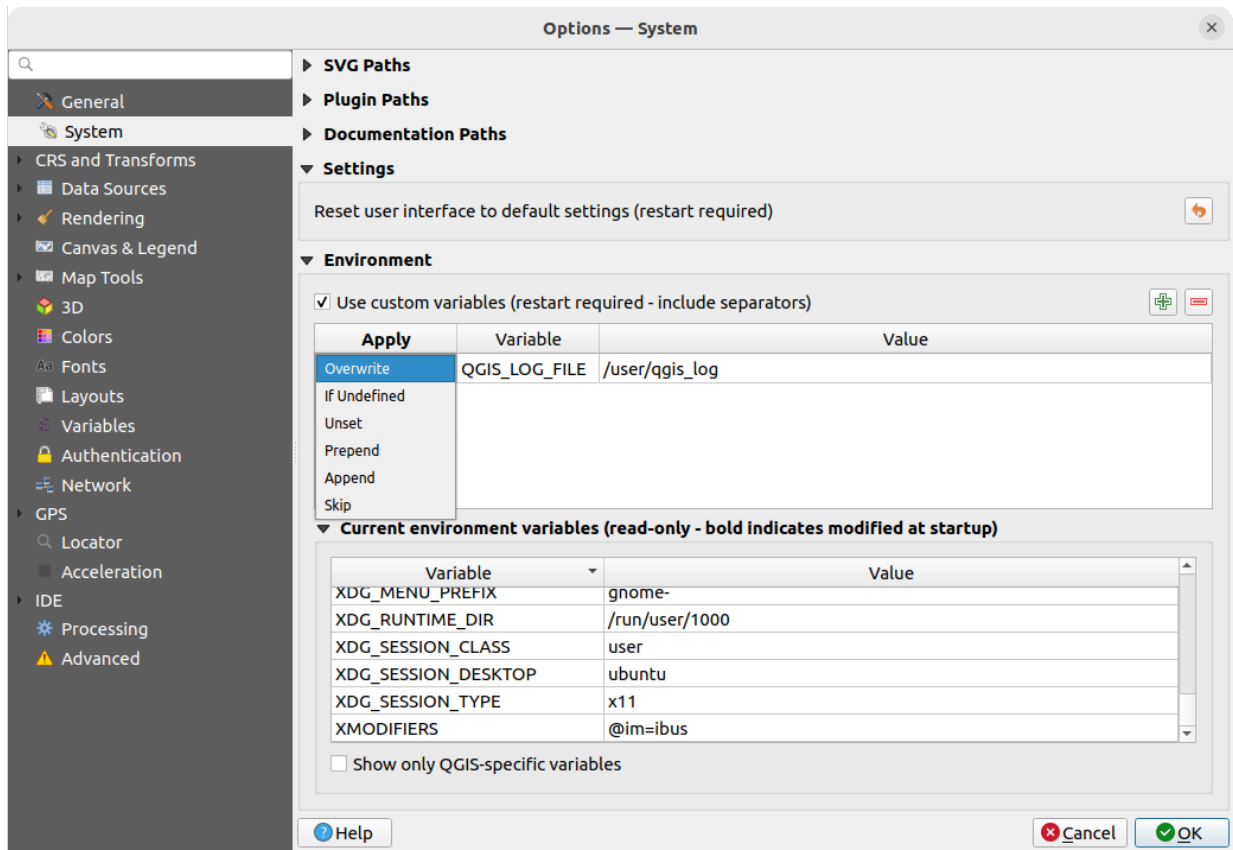 Options — System
General
System
CRS and Transforms
Data Sources
Rendering
Canvas & Legend
Map Tools
3D
Colors
Fonts
Layouts
Variables
Authentication
Network
GPS
Locator
Acceleration
IDE
Processing
Advanced
SVG Paths
Plugin Paths
Documentation Paths
Settings
Reset user interface to default settings (restart required)
Environment
Use custom variables (restart required - include separators)
Apply Variable Value
Overwrite QGIS_LOG_FILE /user/qgis_log
If Undefined
Unset
Prepend
Append
Skip
Current environment variables (read-only - bold indicates modified at startup)
Variable Value
XDG_MENU_PREFIX gnome-
XDG_RUNTIME_DIR /run/user/1000
XDG_SESSION_CLASS user
XDG_SESSION_DESKTOP ubuntu
XDG_SESSION_TYPE x11
XMODIFIERS @im=ibus
Show only QGIS-specific variables
Help Cancel OK